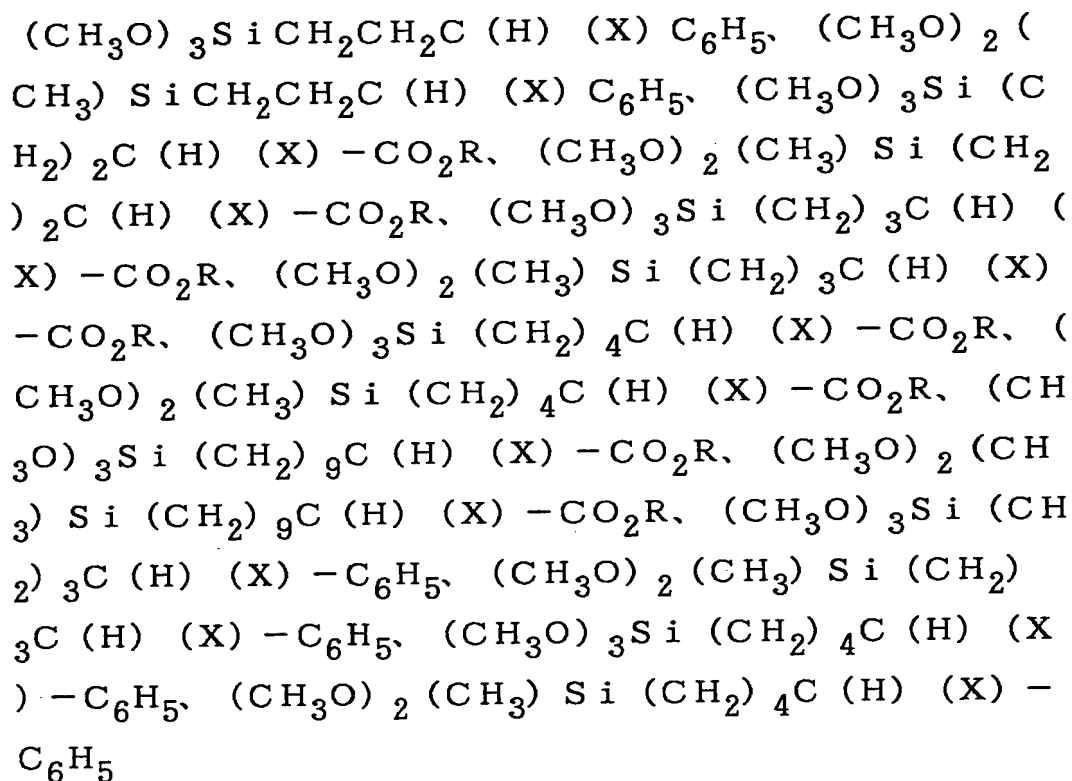 (CH₃O)₃SiCH₂CH₂C(H)(X)C₆H₅、(CH₃O)₂(
CH₃)SiCH₂CH₂C(H)(X)C₆H₅、(CH₃O)₃Si(C
H₂)₂C(H)(X)−CO₂R、(CH₃O)₂(CH₃)Si(CH₂
)₂C(H)(X)−CO₂R、(CH₃O)₃Si(CH₂)₃C(H)(
X)−CO₂R、(CH₃O)₂(CH₃)Si(CH₂)₃C(H)(X)
−CO₂R、(CH₃O)₃Si(CH₂)₄C(H)(X)−CO₂R、(
CH₃O)₂(CH₃)Si(CH₂)₄C(H)(X)−CO₂R、(CH
₃O)₃Si(CH₂)₉C(H)(X)−CO₂R、(CH₃O)₂(CH
₃)Si(CH₂)₉C(H)(X)−CO₂R、(CH₃O)₃Si(CH
₂)₃C(H)(X)−C₆H₅、(CH₃O)₂(CH₃)Si(CH₂)
₃C(H)(X)−C₆H₅、(CH₃O)₃Si(CH₂)₄C(H)(X
)−C₆H₅、(CH₃O)₂(CH₃)Si(CH₂)₄C(H)(X)−
C₆H₅